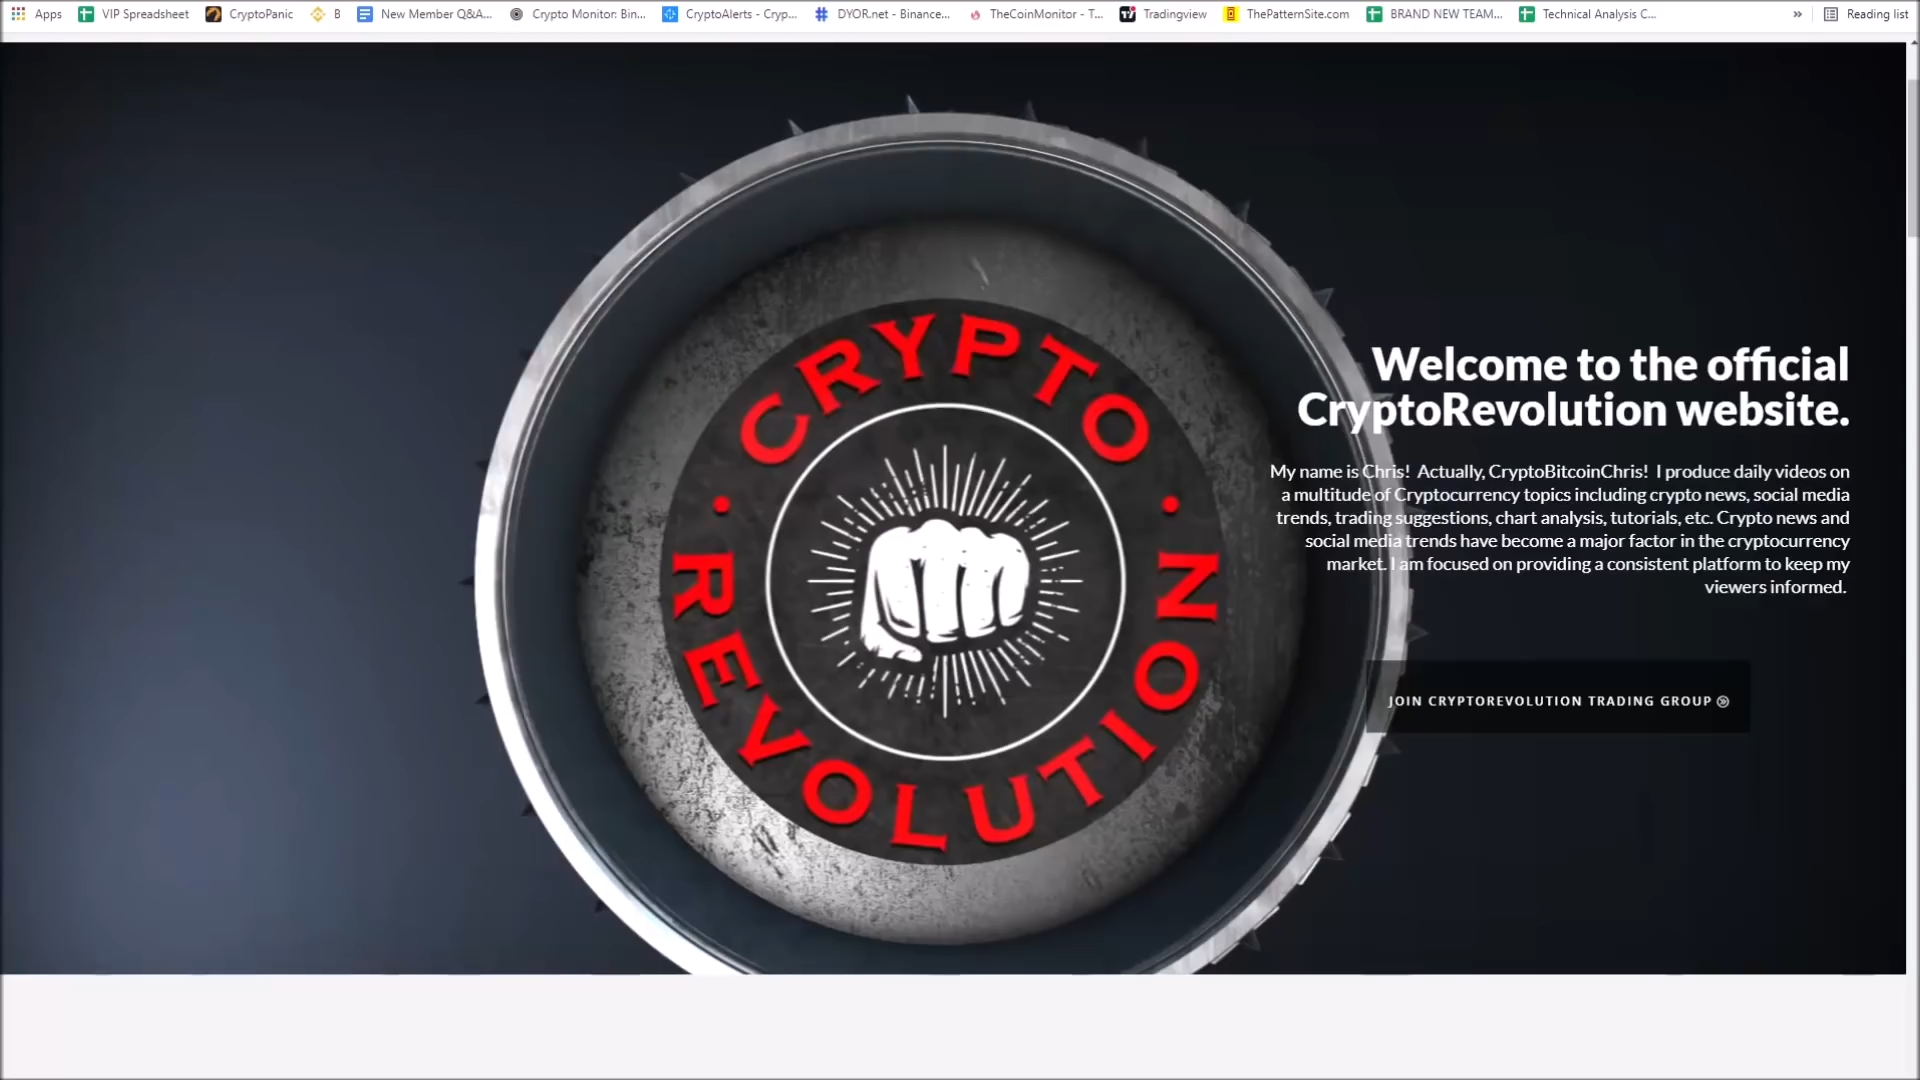 Apps VIP Spreadsheet CryptoPanic B New Member Q&A... Crypto Monitor: Bin... CryptoAlerts - Cryp... DYOR.net - Binance... TheCoinMonitor - T... Tradingview ThePatternSite.com BRAND NEW TEAM... Technical Analysis C... » Reading list
CRYPTO
REVOLUTION
Welcome to the official
CryptoRevolution website.
My name is Chris! Actually, CryptoBitcoinChris! I produce daily videos on
a multitude of Cryptocurrency topics including crypto news, social media
trends, trading suggestions, chart analysis, tutorials, etc. Crypto news and
social media trends have become a major factor in the cryptocurrency
market. I am focused on providing a consistent platform to keep my
viewers informed.
JOIN CRYPTOREVOLUTION TRADING GROUP